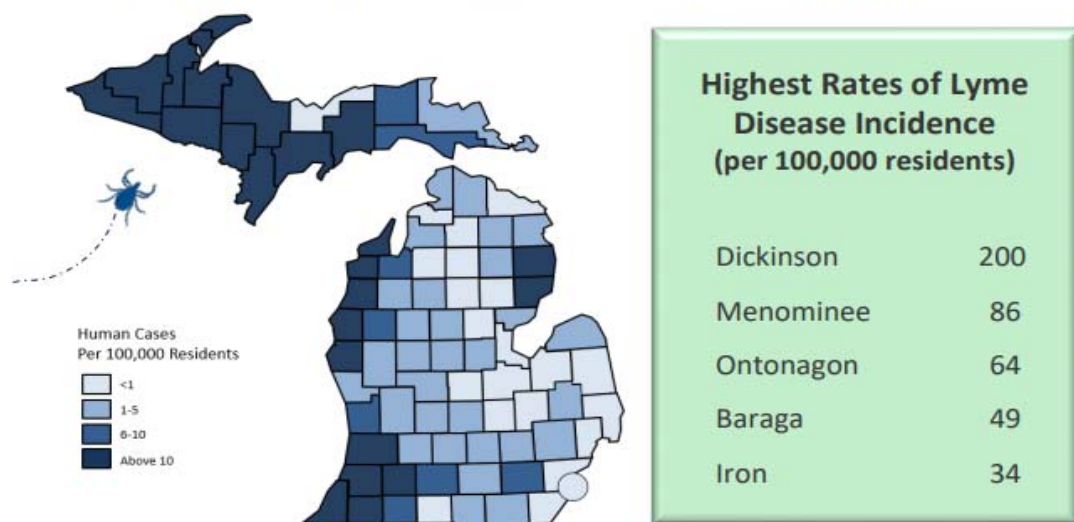 Human Cases
Per 100,000 Residents
<1
1-5
6-10
Above 10
Highest Rates of Lyme
Disease Incidence
(per 100,000 residents)
Dickinson 200
Menominee 86
Ontonagon 64
Baraga 49
Iron 34